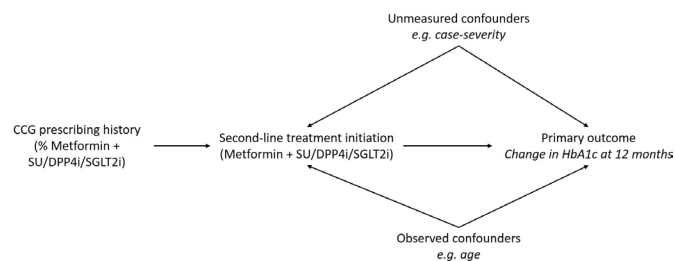 Unmeasured confounders
e.g. case-severity
CCG prescribing history
(% Metformin +
SU/DPP4i/SGLT2i)
Second-line treatment initiation
(Metformin + SU/DPP4i/SGLT2i)
Primary outcome
Change in HbA1c at 12 months
Observed confounders
e.g. age